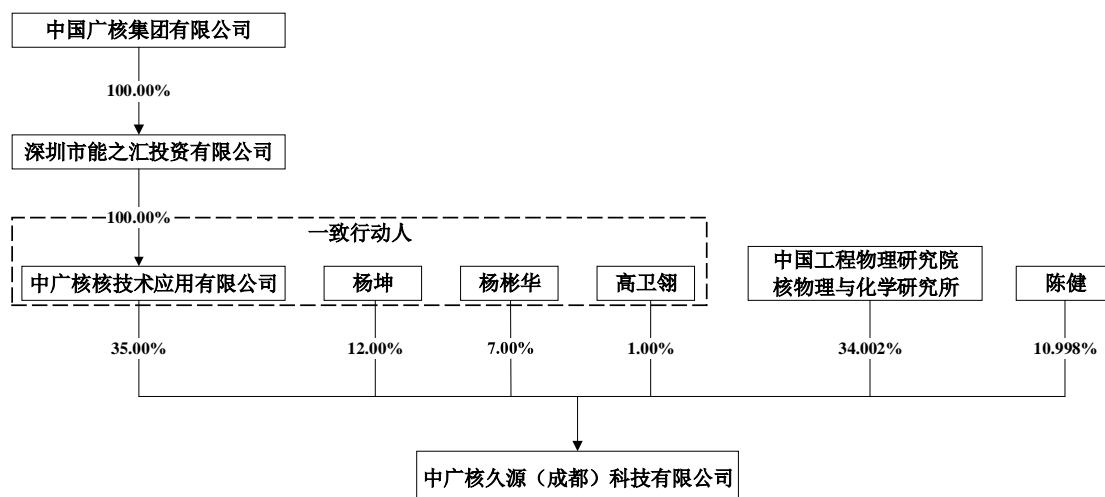 中国广核集团有限公司
100.00%
深圳市能之汇投资有限公司
100.00%
一致行动人
中广核核技术应用有限公司
杨坤
杨彬华
高卫翎
中国工程物理研究院
核物理与化学研究所
陈健
35.00%
12.00%
7.00%
1.00%
34.002%
10.998%
中广核久源（成都）科技有限公司